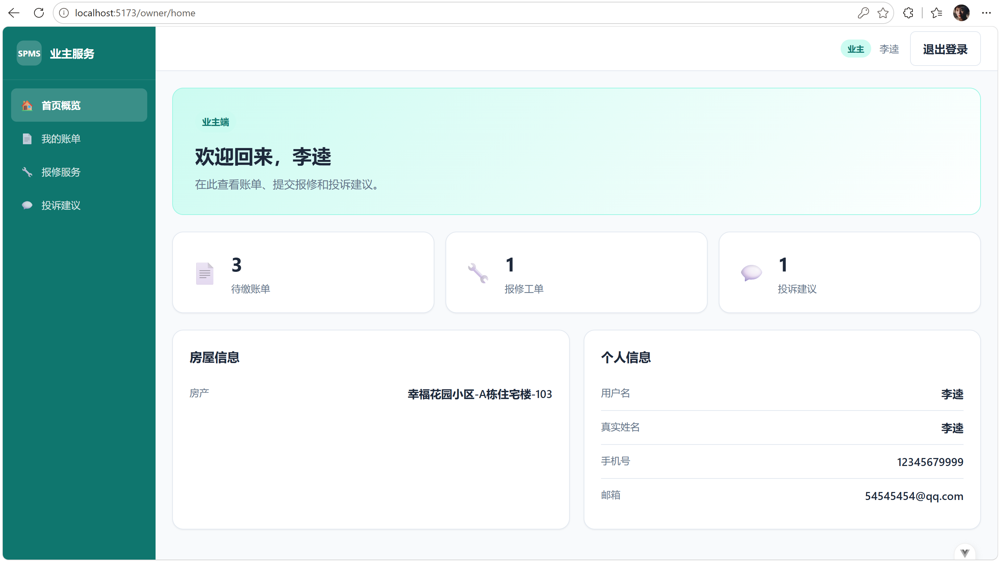 localhost:5173/owner/home
SPMS 业主服务
业主 李逵 退出登录
首页概览
我的账单
报修服务
投诉建议
业主端
欢迎回来，李逵
在此查看账单、提交报修和投诉建议。
3
待缴账单
1
报修工单
1
投诉建议
房屋信息
房产 幸福花园小区-A栋住宅楼-103
个人信息
用户名 李逵
真实姓名 李逵
手机号 12345679999
邮箱 54545454@qq.com